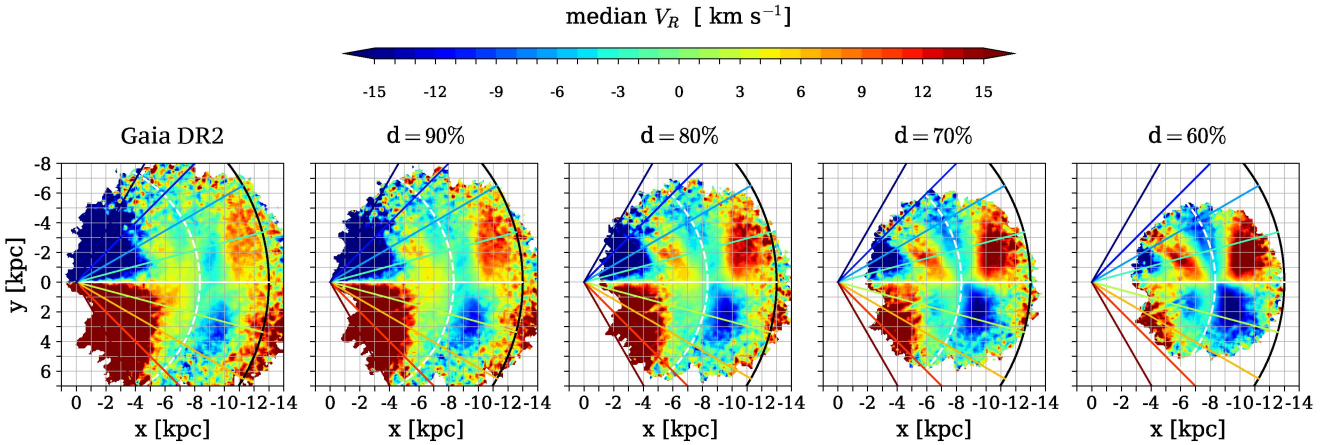 median V_R [ km s⁻¹]
-15 -12 -9 -6 -3 0 3 6 9 12 15
Gaia DR2 d = 90% d = 80% d = 70% d = 60%
-8
-6
-4
-2
0
2
4
6
y [kpc]
0 -2 -4 -6 -8 -10 -12 -14 0 -2 -4 -6 -8 -10 -12 -14 0 -2 -4 -6 -8 -10 -12 -14 0 -2 -4 -6 -8 -10 -12 -14 0 -2 -4 -6 -8 -10 -12 -14
x [kpc] x [kpc] x [kpc] x [kpc] x [kpc]